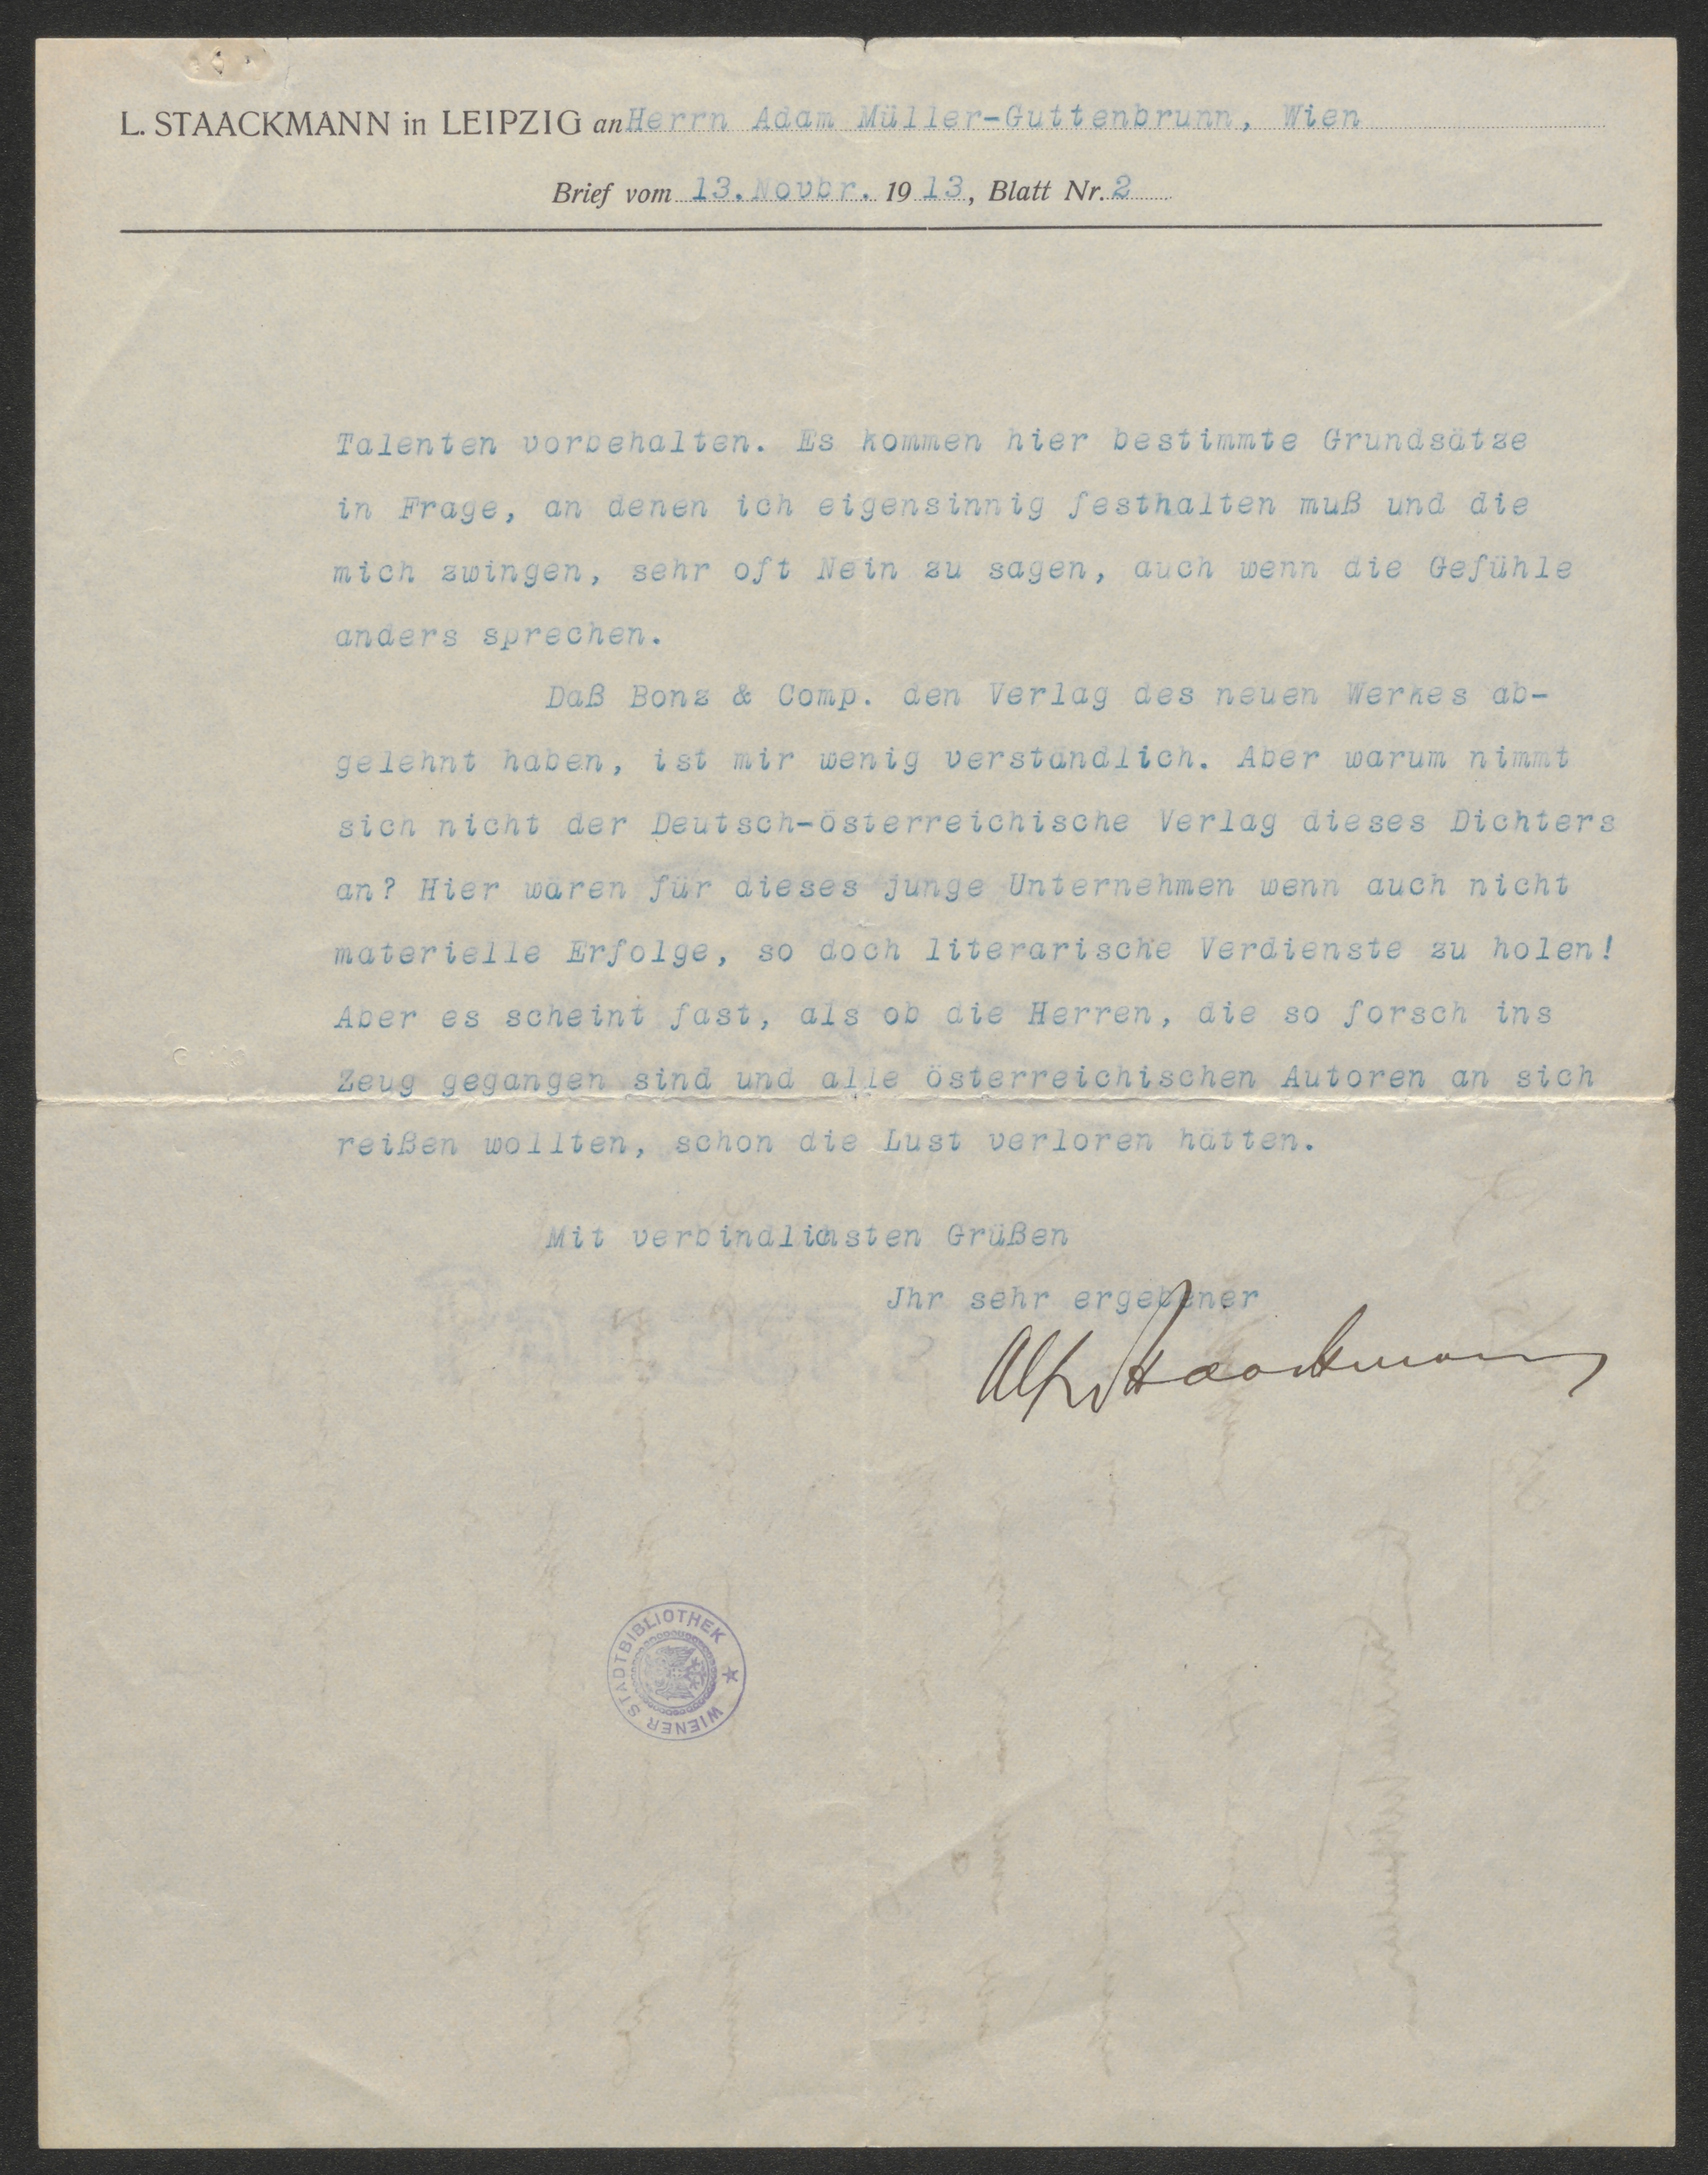 L. STAACKMANN in LEIPZIG an Herrn Adam Müller-Guttenbrunn, Wien
Brief vom 13. Novbr. 1913, Blatt Nr. 2
Talenten vorbehalten. Es kommen hier bestimmte Grundsätze
in Frage, an denen ich eigensinnig festhalten muß und die
mich zwingen, sehr oft Nein zu sagen, auch wenn die Gefühle
anders sprechen.
Daß Bonz & Comp. den Verlag des neuen Werkes ab-
gelehnt haben, ist mir wenig verständlich. Aber warum nimmt
sich nicht der Deutsch-österreichische Verlag dieses Dichters
an? Hier wären für dieses junge Unternehmen wenn auch nicht
materielle Erfolge, so doch literarische Verdienste zu holen!
Aber es scheint fast, als ob die Herren, die so forsch ins
Zeug gegangen sind und alle österreichischen Autoren an sich
reißen wollten, schon die Lust verloren hätten.
Mit verbindlichsten Grüßen
Jhr sehr ergebener
Alfr Staackmann
WIENER STADTBIBLIOTHEK